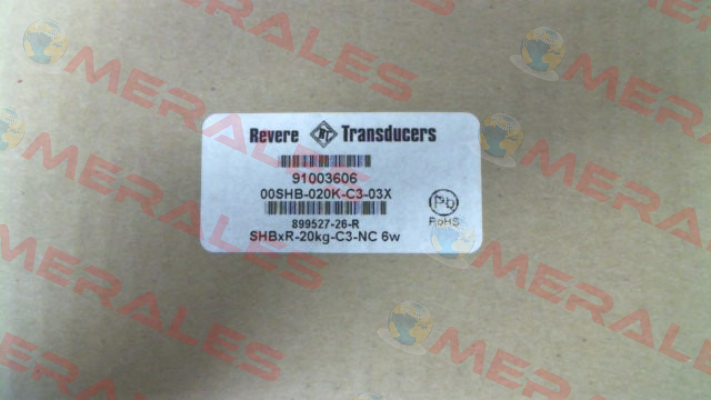 Revere RT Transducers
91003606
00SHB-020K-C3-03X
899527-26-R
SHBxR-20kg-C3-NC 6w
Pb
RoHS
MERALES
MERALES
MERALES
MERALES
MERALES
MERALES